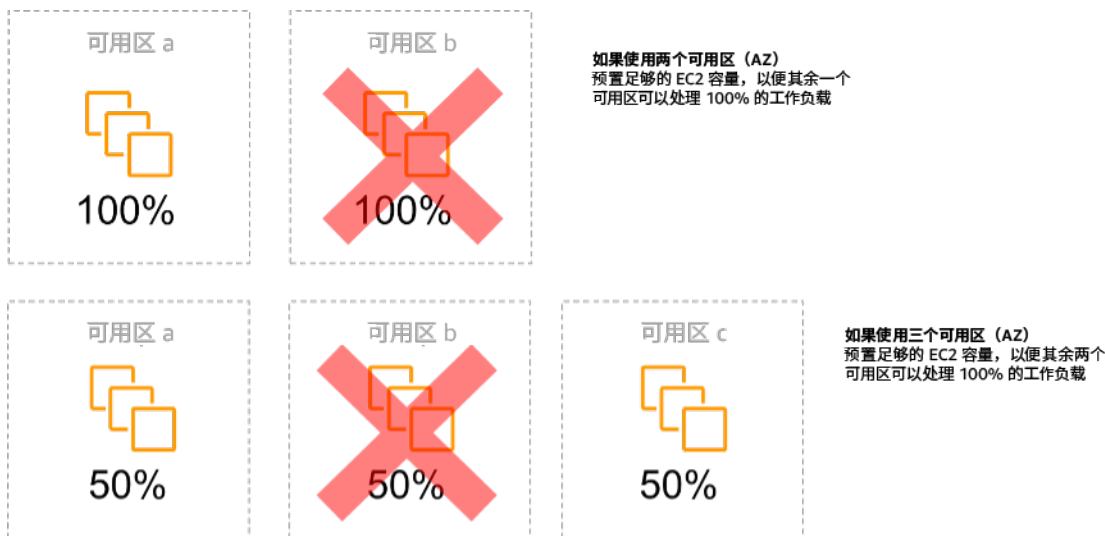 可用区 a
可用区 b
100%
100%
如果使用两个可用区（AZ）
预置足够的 EC2 容量，以便其余一个
可用区可以处理 100% 的工作负载
可用区 a
可用区 b
可用区 c
50%
50%
50%
如果使用三个可用区（AZ）
预置足够的 EC2 容量，以便其余两个
可用区可以处理 100% 的工作负载